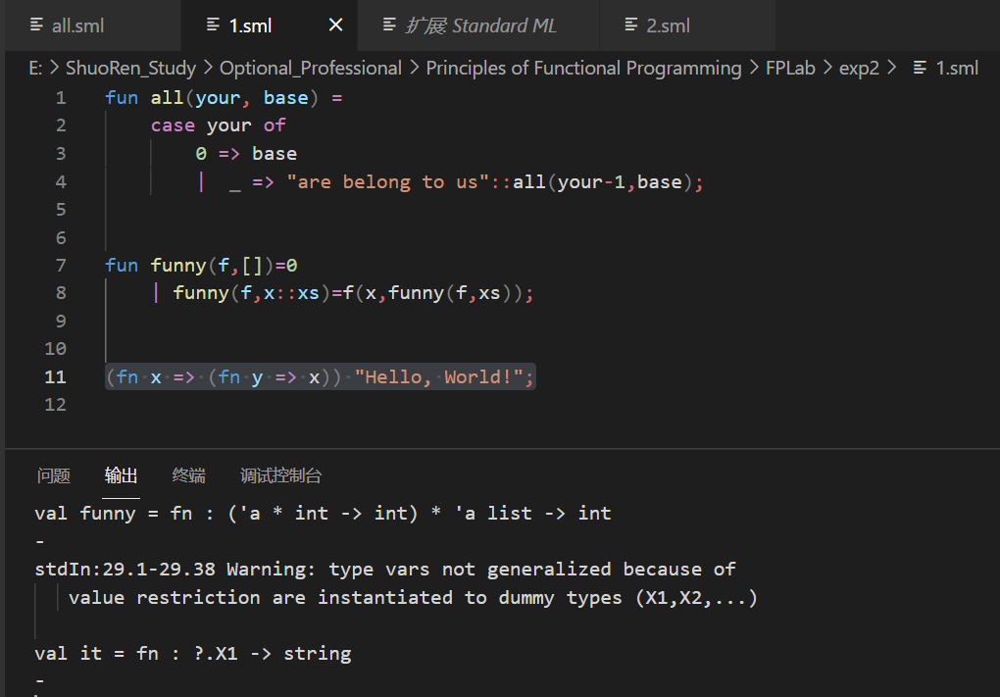 all.sml 1.sml 扩展 Standard ML 2.sml
E: > ShuoRen_Study > Optional_Professional > Principles of Functional Programming > FPLab > exp2 > 1.sml
1 fun all(your, base) =
2 case your of
3 0 => base
4 | _ => "are belong to us"::all(your-1,base);
5
6
7 fun funny(f,[])=0
8 | funny(f,x::xs)=f(x,funny(f,xs));
9
10
11 (fn x => (fn y => x)) "Hello, World!";
12
问题 输出 终端 调试控制台
val funny = fn : ('a * int -> int) * 'a list -> int
-
stdIn:29.1-29.38 Warning: type vars not generalized because of
value restriction are instantiated to dummy types (X1,X2,...)
val it = fn : ?.X1 -> string
-